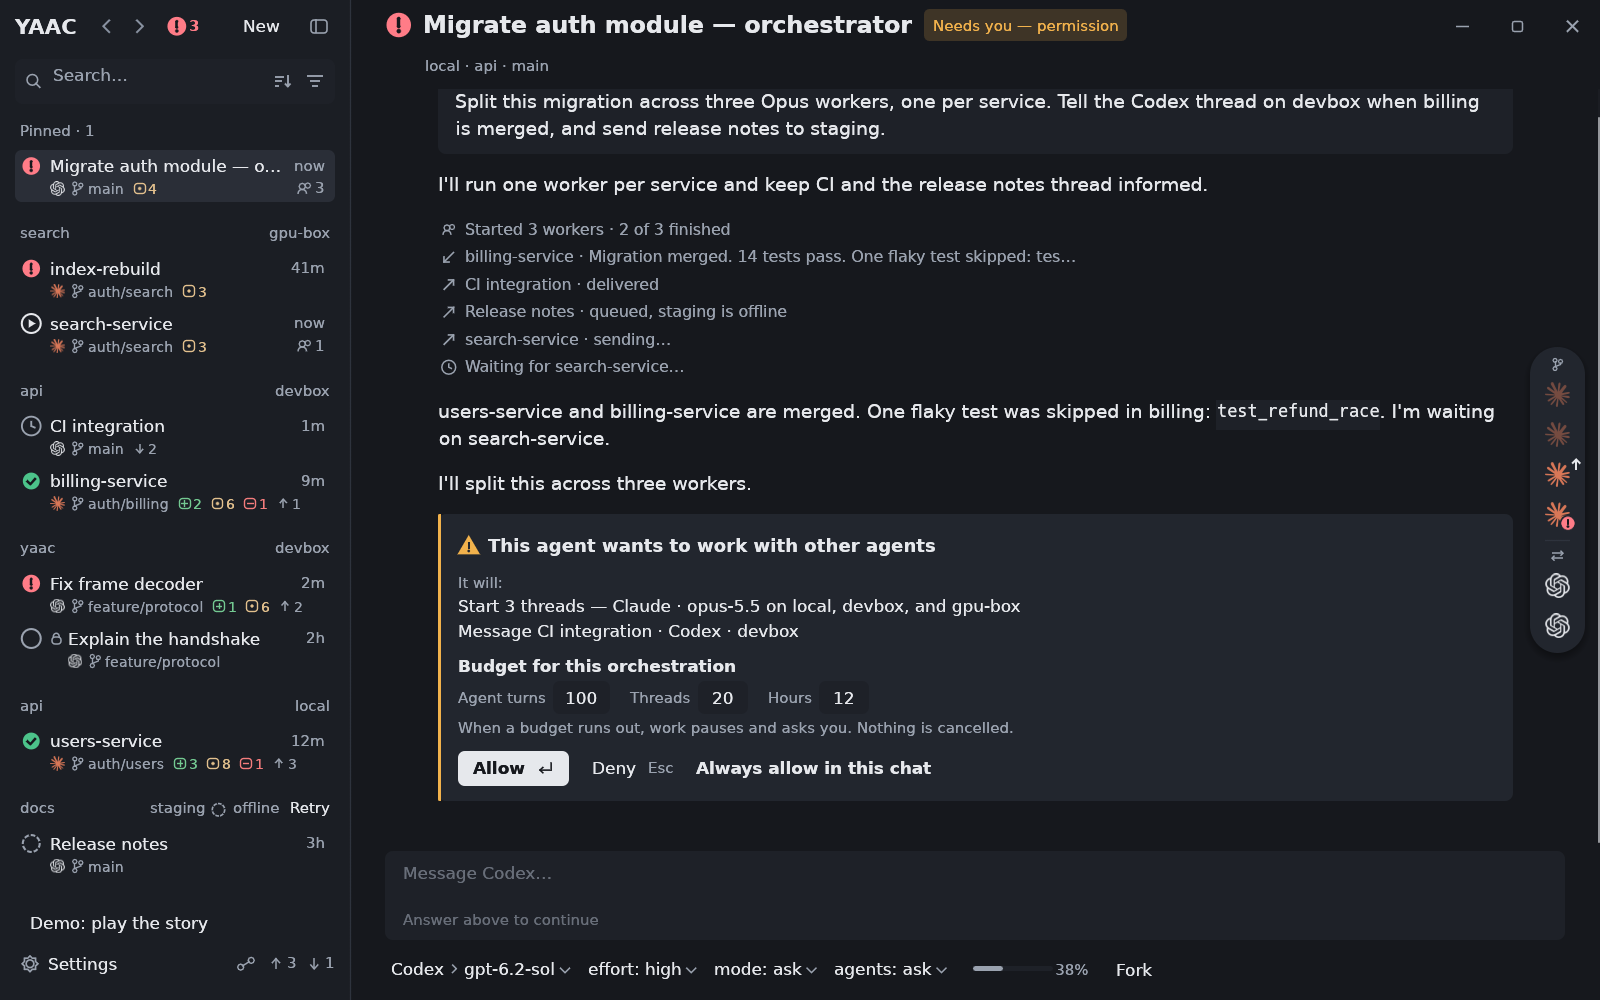 YAAC 3 New
Search...
Pinned · 1
Migrate auth module — o... now
main 4 3
search gpu-box
index-rebuild 41m
auth/search 3
search-service now
auth/search 3 1
api devbox
CI integration 1m
main 2
billing-service 9m
auth/billing 2 6 1 1
yaac devbox
Fix frame decoder 2m
feature/protocol 1 6 2
Explain the handshake 2h
feature/protocol
api local
users-service 12m
auth/users 3 8 1 3
docs staging offline Retry
Release notes 3h
main
Demo: play the story
Settings 3 1
Migrate auth module — orchestrator Needs you — permission
local · api · main
Split this migration across three Opus workers, one per service. Tell the Codex thread on devbox when billing
is merged, and send release notes to staging.
I'll run one worker per service and keep CI and the release notes thread informed.
Started 3 workers · 2 of 3 finished
billing-service · Migration merged. 14 tests pass. One flaky test skipped: tes...
CI integration · delivered
Release notes · queued, staging is offline
search-service · sending...
Waiting for search-service...
users-service and billing-service are merged. One flaky test was skipped in billing: test_refund_race. I'm waiting
on search-service.
I'll split this across three workers.
This agent wants to work with other agents
It will:
Start 3 threads — Claude · opus-5.5 on local, devbox, and gpu-box
Message CI integration · Codex · devbox
Budget for this orchestration
Agent turns 100 Threads 20 Hours 12
When a budget runs out, work pauses and asks you. Nothing is cancelled.
Allow Deny Esc Always allow in this chat
Message Codex...
Answer above to continue
Codex gpt-6.2-sol effort: high mode: ask agents: ask 38% Fork